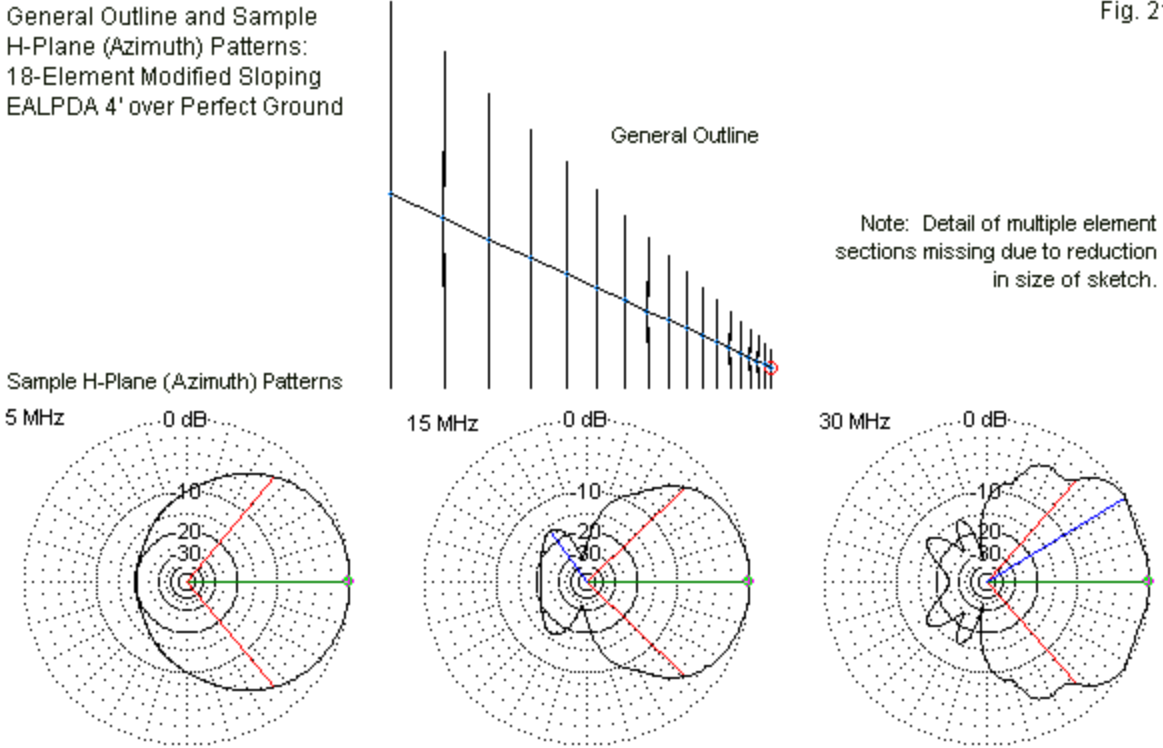 General Outline and Sample
H-Plane (Azimuth) Patterns:
18-Element Modified Sloping
EALPDA 4' over Perfect Ground
Fig. 2
General Outline
Note: Detail of multiple element
sections missing due to reduction
in size of sketch.
Sample H-Plane (Azimuth) Patterns
5 MHz
0 dB
-10
20
30
15 MHz
0 dB
-10
20
30
30 MHz
0 dB
-10
20
30